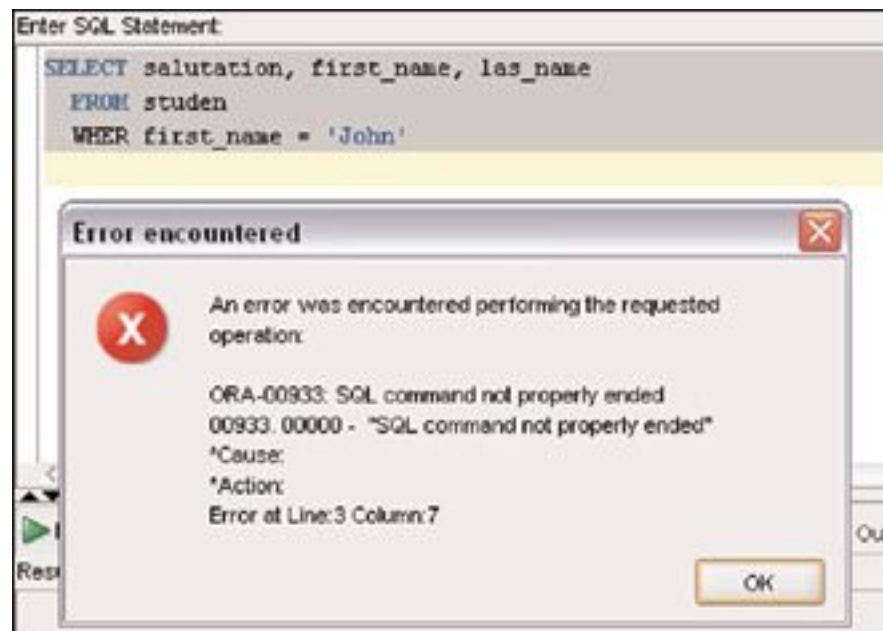 Enter SQL Statement:
SELECT salutation, first_name, las_name
FROM studen
WHER first_name = 'John'
Error encountered
An error was encountered performing the requested
operation:
ORA-00933: SQL command not properly ended
00933. 00000 - "SQL command not properly ended"
*Cause:
*Action:
Error at Line:3 Column:7
OK